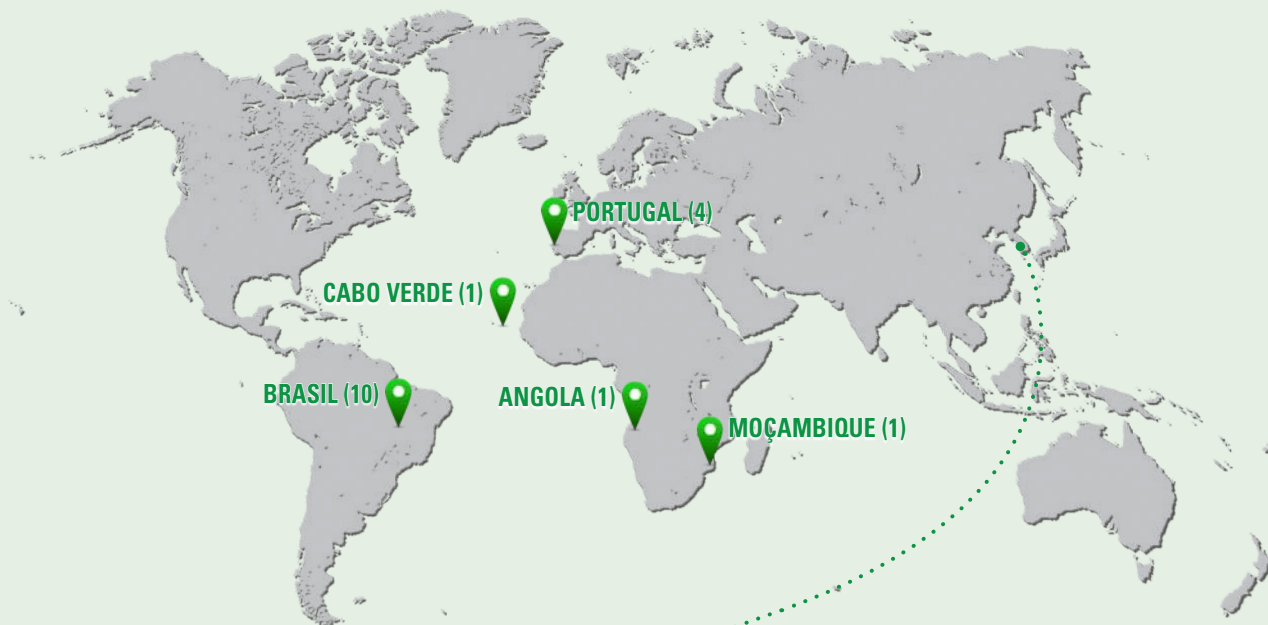 PORTUGAL (4)
CABO VERDE (1)
BRASIL (10)
ANGOLA (1)
MOÇAMBIQUE (1)